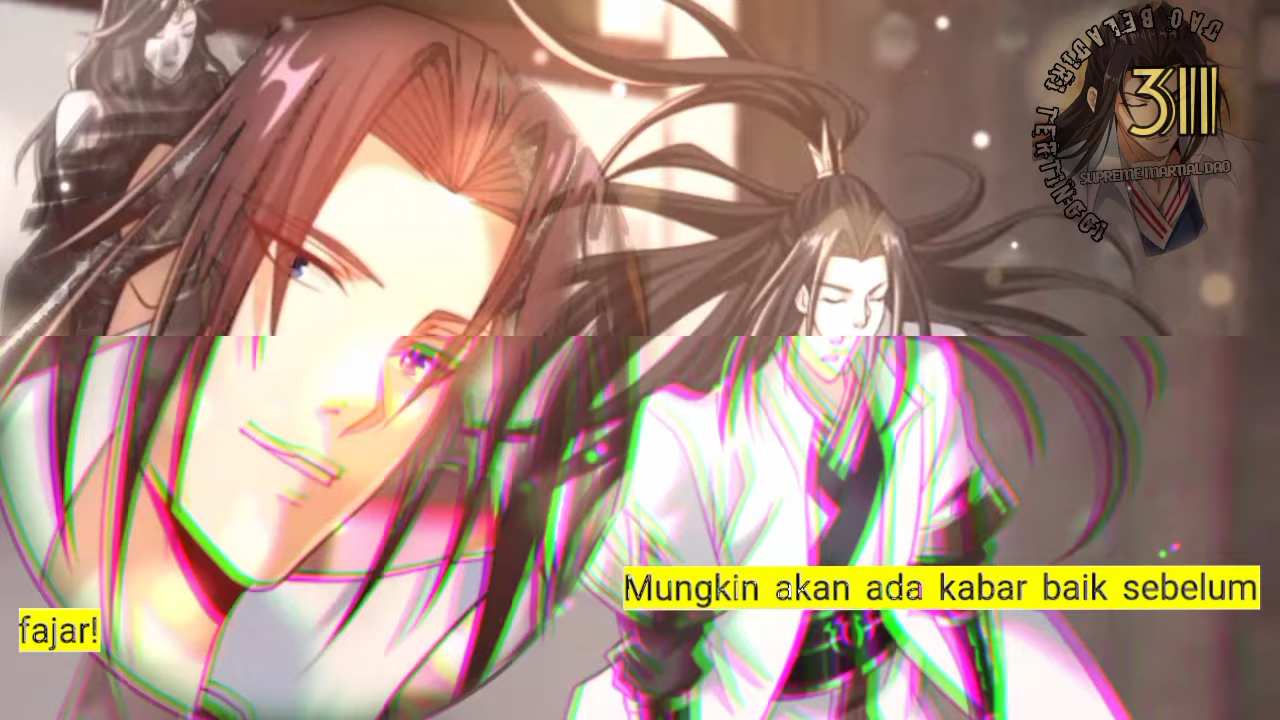 DAO BELADIRI TERTINGGI
311
SUPREME MARTIAL DAO
Mungkin akan ada kabar baik sebelum
fajar!